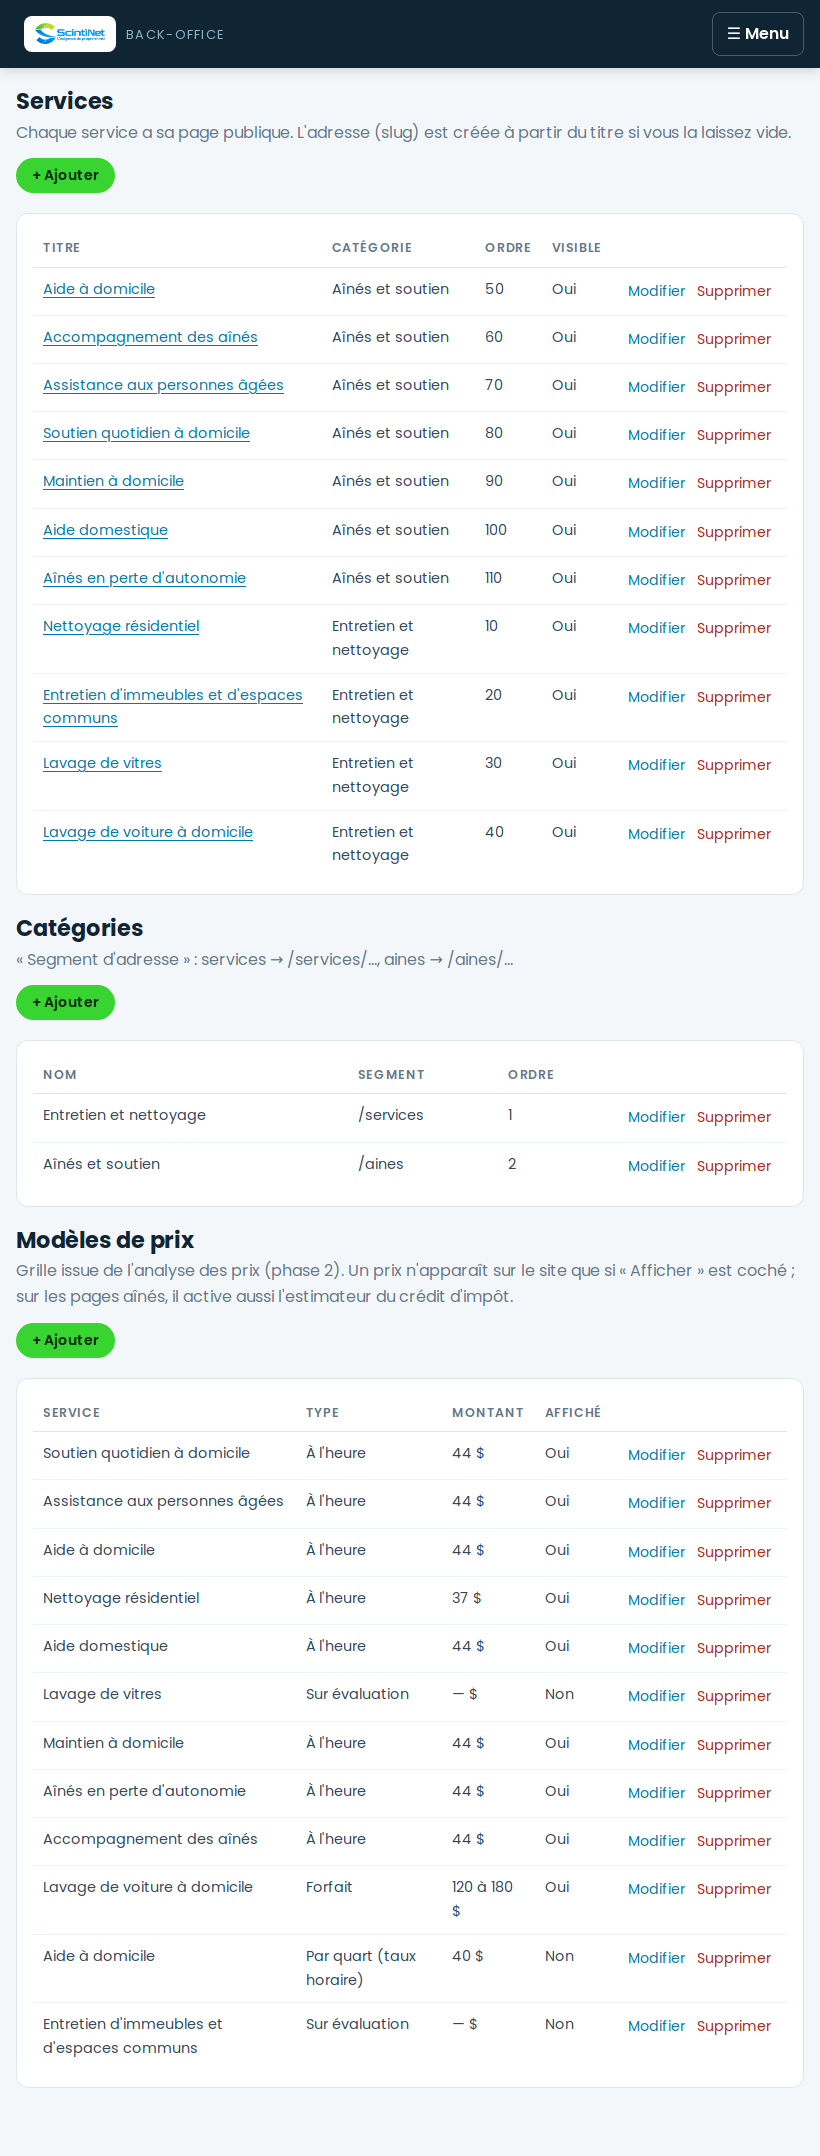 ScintiNet
BACK-OFFICE
☰ Menu
Services
Chaque service a sa page publique. L'adresse (slug) est créée à partir du titre si vous la laissez vide.
+ Ajouter
TITRE CATÉGORIE ORDRE VISIBLE
Aide à domicile Aînés et soutien 50 Oui Modifier Supprimer
Accompagnement des aînés Aînés et soutien 60 Oui Modifier Supprimer
Assistance aux personnes âgées Aînés et soutien 70 Oui Modifier Supprimer
Soutien quotidien à domicile Aînés et soutien 80 Oui Modifier Supprimer
Maintien à domicile Aînés et soutien 90 Oui Modifier Supprimer
Aide domestique Aînés et soutien 100 Oui Modifier Supprimer
Aînés en perte d'autonomie Aînés et soutien 110 Oui Modifier Supprimer
Nettoyage résidentiel Entretien et 10 Oui Modifier Supprimer
nettoyage
Entretien d'immeubles et d'espaces Entretien et 20 Oui Modifier Supprimer
communs nettoyage
Lavage de vitres Entretien et 30 Oui Modifier Supprimer
nettoyage
Lavage de voiture à domicile Entretien et 40 Oui Modifier Supprimer
nettoyage
Catégories
« Segment d'adresse » : services → /services/…, aines → /aines/…
+ Ajouter
NOM SEGMENT ORDRE
Entretien et nettoyage /services 1 Modifier Supprimer
Aînés et soutien /aines 2 Modifier Supprimer
Modèles de prix
Grille issue de l'analyse des prix (phase 2). Un prix n'apparaît sur le site que si « Afficher » est coché ;
sur les pages aînés, il active aussi l'estimateur du crédit d'impôt.
+ Ajouter
SERVICE TYPE MONTANT AFFICHÉ
Soutien quotidien à domicile À l'heure 44 $ Oui Modifier Supprimer
Assistance aux personnes âgées À l'heure 44 $ Oui Modifier Supprimer
Aide à domicile À l'heure 44 $ Oui Modifier Supprimer
Nettoyage résidentiel À l'heure 37 $ Oui Modifier Supprimer
Aide domestique À l'heure 44 $ Oui Modifier Supprimer
Lavage de vitres Sur évaluation — $ Non Modifier Supprimer
Maintien à domicile À l'heure 44 $ Oui Modifier Supprimer
Aînés en perte d'autonomie À l'heure 44 $ Oui Modifier Supprimer
Accompagnement des aînés À l'heure 44 $ Oui Modifier Supprimer
Lavage de voiture à domicile Forfait 120 à 180 Oui Modifier Supprimer
$
Aide à domicile Par quart (taux 40 $ Non Modifier Supprimer
horaire)
Entretien d'immeubles et Sur évaluation — $ Non Modifier Supprimer
d'espaces communs